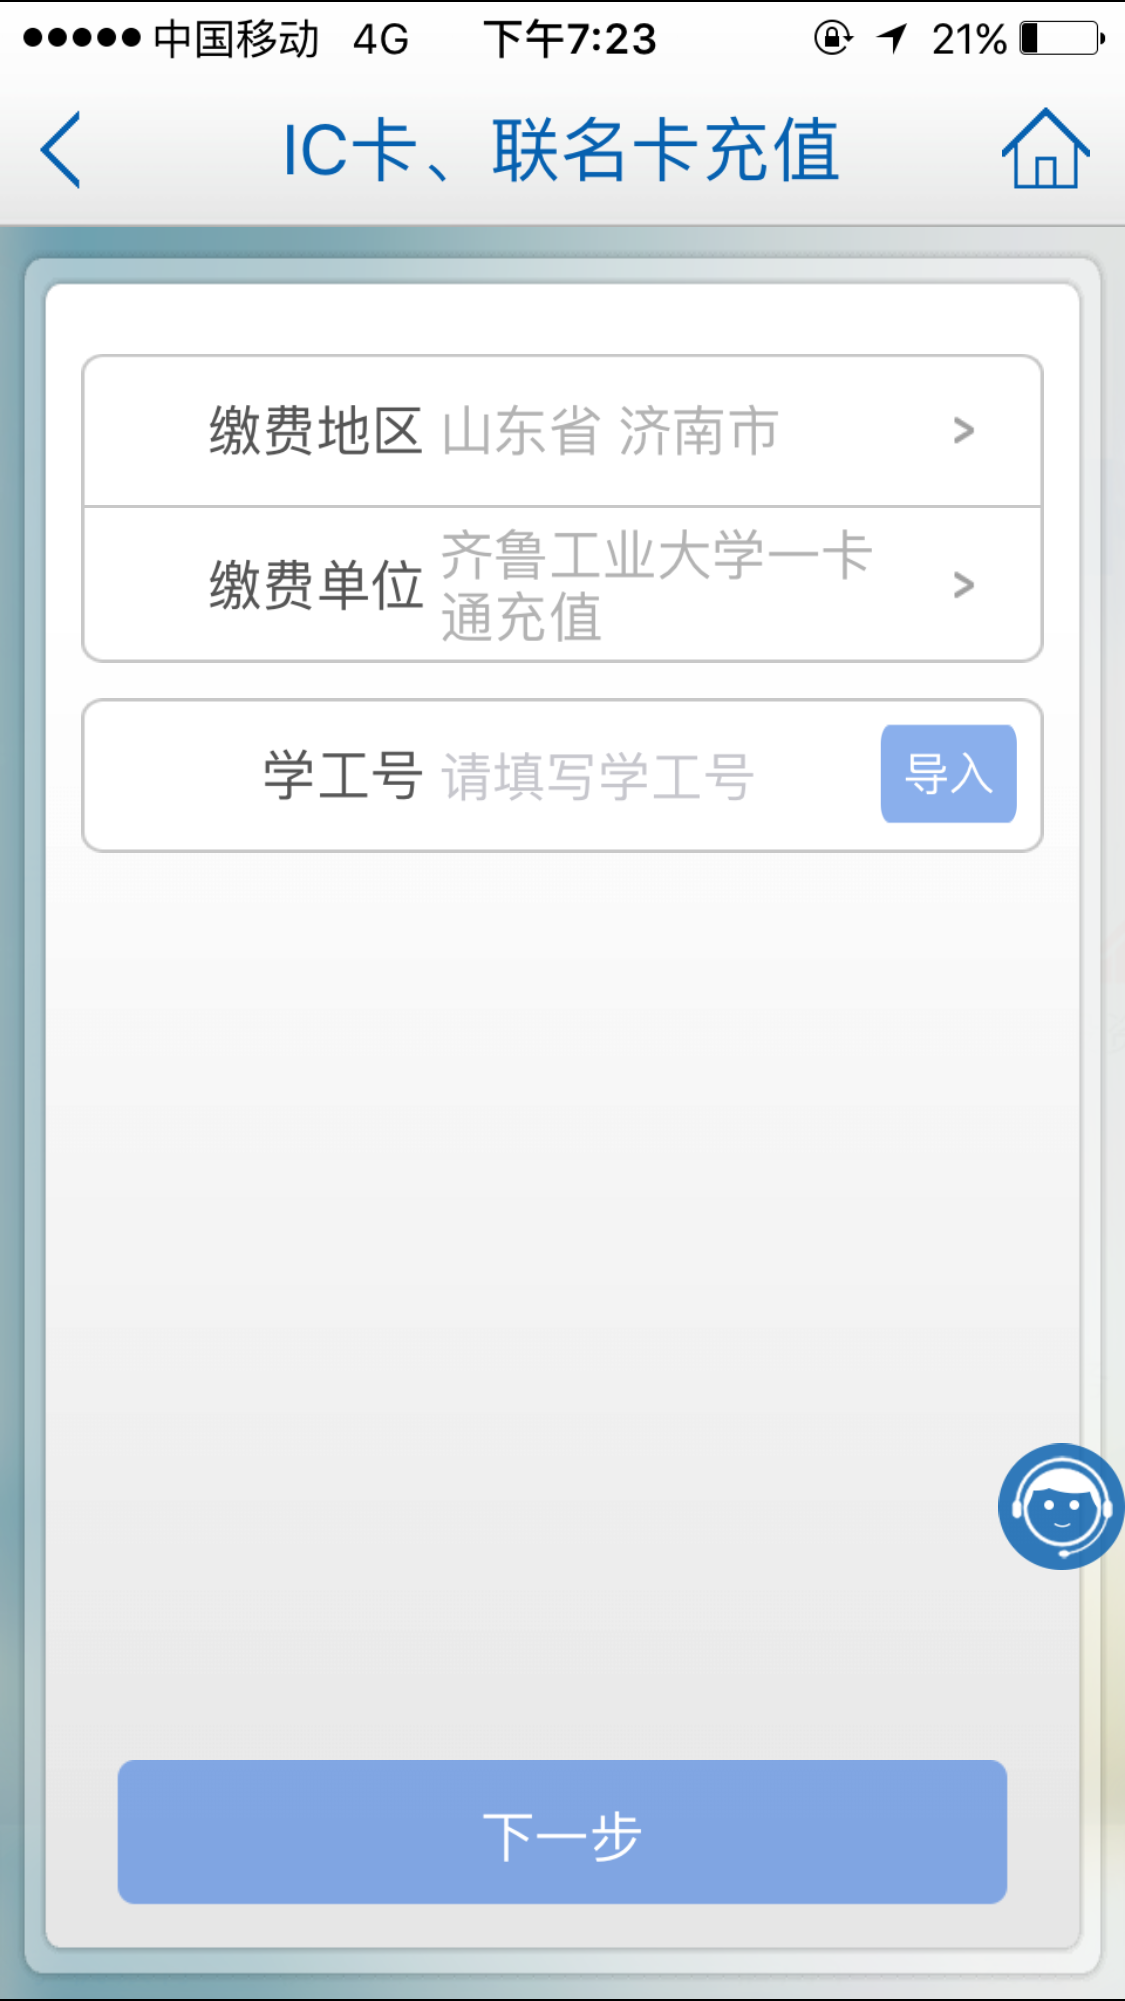 中国移动 4G 下午7:23 21%
IC卡、联名卡充值
缴费地区 山东省 济南市 >
缴费单位 齐鲁工业大学一卡
通充值 >
学工号 请填写学工号 导入
下一步